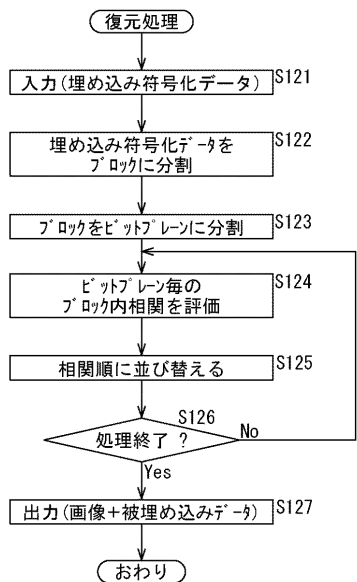 復元処理
入力(埋め込み符号化データ)
S121
埋め込み符号化ﾃﾞｰﾀを
ﾌﾞﾛｯｸに分割
S122
ﾌﾞﾛｯｸをﾋﾞｯﾄﾌﾟﾚｰﾝに分割
S123
ﾋﾞｯﾄﾌﾟﾚｰﾝ毎の
ﾌﾞﾛｯｸ内相関を評価
S124
相関順に並び替える
S125
S126
処理終了 ?
No
Yes
出力(画像+被埋め込みﾃﾞｰﾀ)
S127
おわり